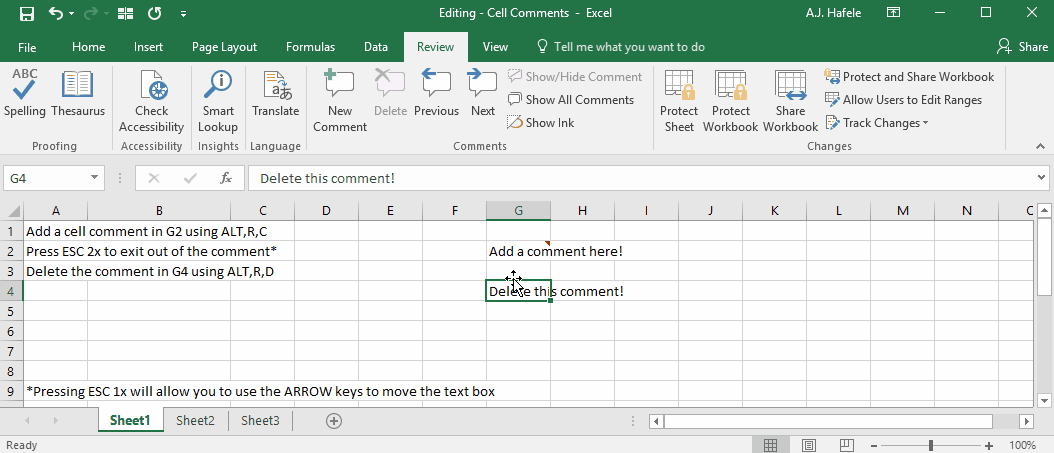 Editing - Cell Comments - Excel
A.J. Hafele
File Home Insert Page Layout Formulas Data Review View Tell me what you want to do Share
ABC
Spelling Thesaurus
Proofing
Check Accessibility
Accessibility
Smart Lookup
Insights
Translate
Language
New Comment
Delete Previous Next
Show/Hide Comment
Show All Comments
Show Ink
Comments
Protect Sheet
Protect Workbook
Share Workbook
Protect and Share Workbook
Allow Users to Edit Ranges
Track Changes
Changes
G4 fx Delete this comment!
A B C D E F G H I J K L M N
1 Add a cell comment in G2 using ALT,R,C
2 Press ESC 2x to exit out of the comment* Add a comment here!
3 Delete the comment in G4 using ALT,R,D
4 Delete this comment!
5
6
7
8
9 *Pressing ESC 1x will allow you to use the ARROW keys to move the text box
Sheet1 Sheet2 Sheet3
Ready 100%